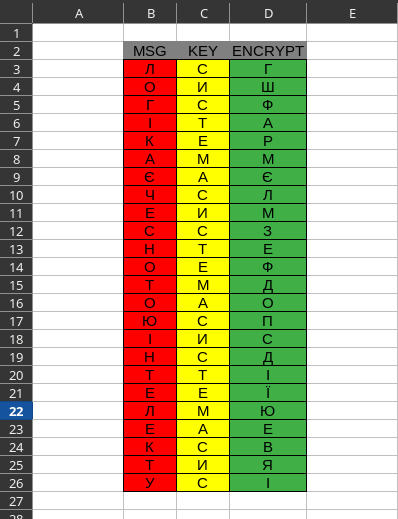 A B C D E
1
2 MSG KEY ENCRYPT
3 Л С Г
4 О И Ш
5 Г С Ф
6 І Т А
7 К Е Р
8 А М М
9 Є А Є
10 Ч С Л
11 Е И М
12 С С З
13 Н Т Е
14 О Е Ф
15 Т М Д
16 О А О
17 Ю С П
18 І И С
19 Н С Д
20 Т Т І
21 Е Е Ї
22 Л М Ю
23 Е А Е
24 К С В
25 Т И Я
26 У С І
27
28